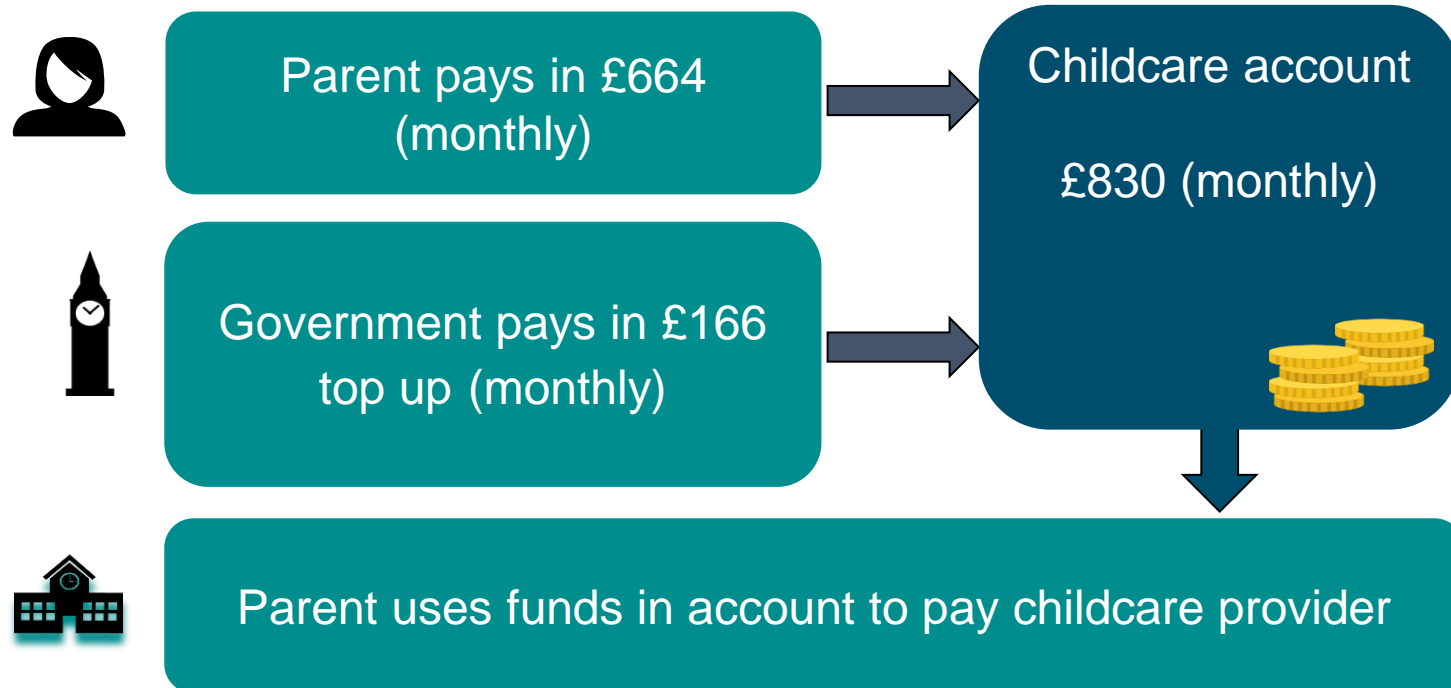 Parent pays in £664
(monthly)
Childcare account
£830 (monthly)
Government pays in £166
top up (monthly)
Parent uses funds in account to pay childcare provider